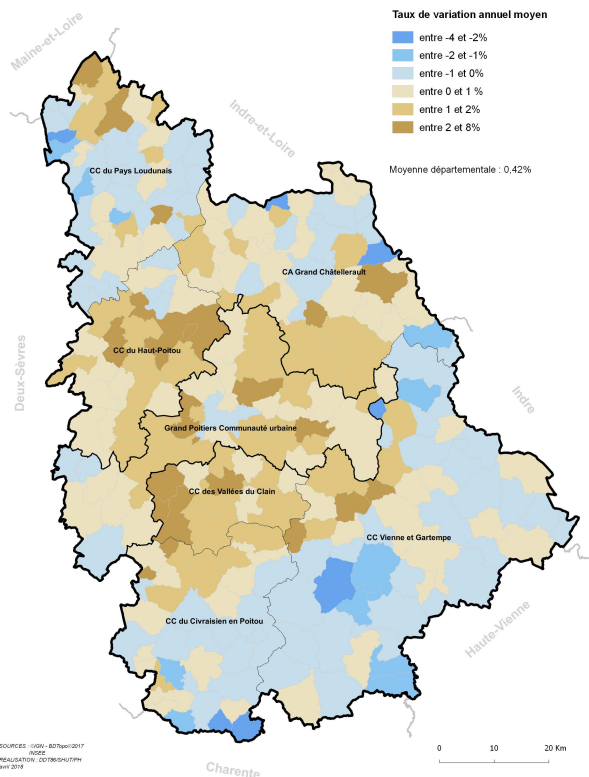 Taux de variation annuel moyen
entre -4 et -2%
entre -2 et -1%
entre -1 et 0%
entre 0 et 1 %
entre 1 et 2%
entre 2 et 8%
Moyenne départementale : 0,42%
Maine-et-Loire
Indre-et-Loire
CC du Pays Loudunais
CA Grand Châtellerault
Deux-Sèvres
CC du Haut-Poitou
Indre
Grand Poitiers Communauté urbaine
CC des Vallées du Clain
CC Vienne et Gartempe
CC du Civraisien en Poitou
Haute-Vienne
Charente
SOURCES : ©IGN - BDTopo©2017
INSEE
REALISATION : DDT86/SHUT/PH
avril 2018
0 10 20 Km